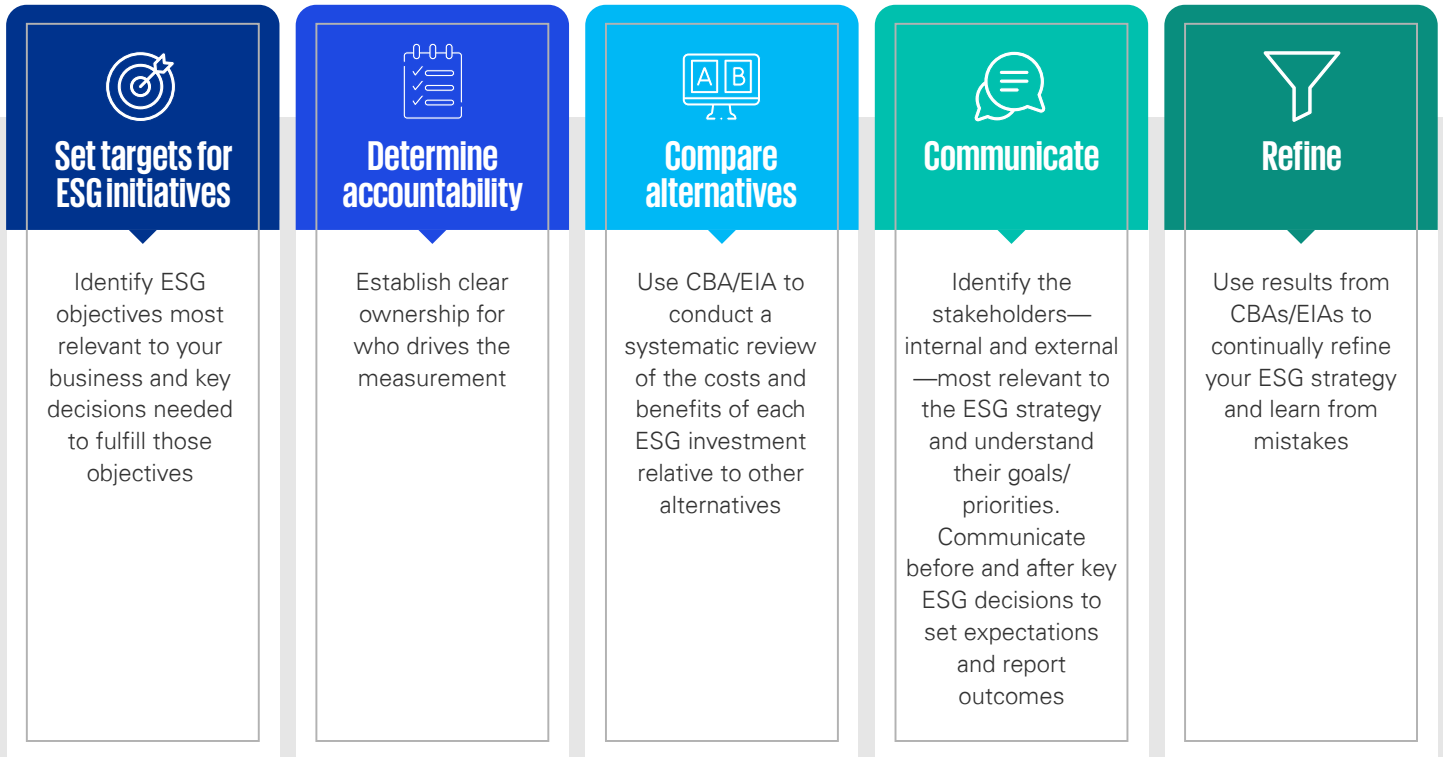 Set targets for
ESG initiatives
Identify ESG
objectives most
relevant to your
business and key
decisions needed
to fulfill those
objectives
Determine
accountability
Establish clear
ownership for
who drives the
measurement
A B
Compare
alternatives
Use CBA/EIA to
conduct a
systematic review
of the costs and
benefits of each
ESG investment
relative to other
alternatives
Communicate
Identify the
stakeholders—
internal and external
—most relevant to
the ESG strategy
and understand
their goals/
priorities.
Communicate
before and after key
ESG decisions to
set expectations
and report
outcomes
Refine
Use results from
CBAs/EIAs to
continually refine
your ESG strategy
and learn from
mistakes